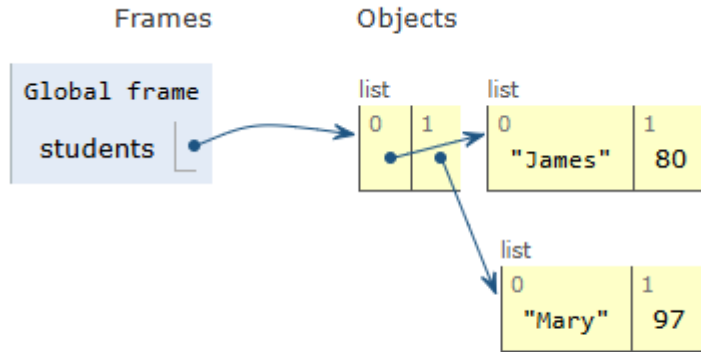 Frames Objects
list list
Global frame
0 1 0 1
students
"James" 80
list
0 1
"Mary" 97